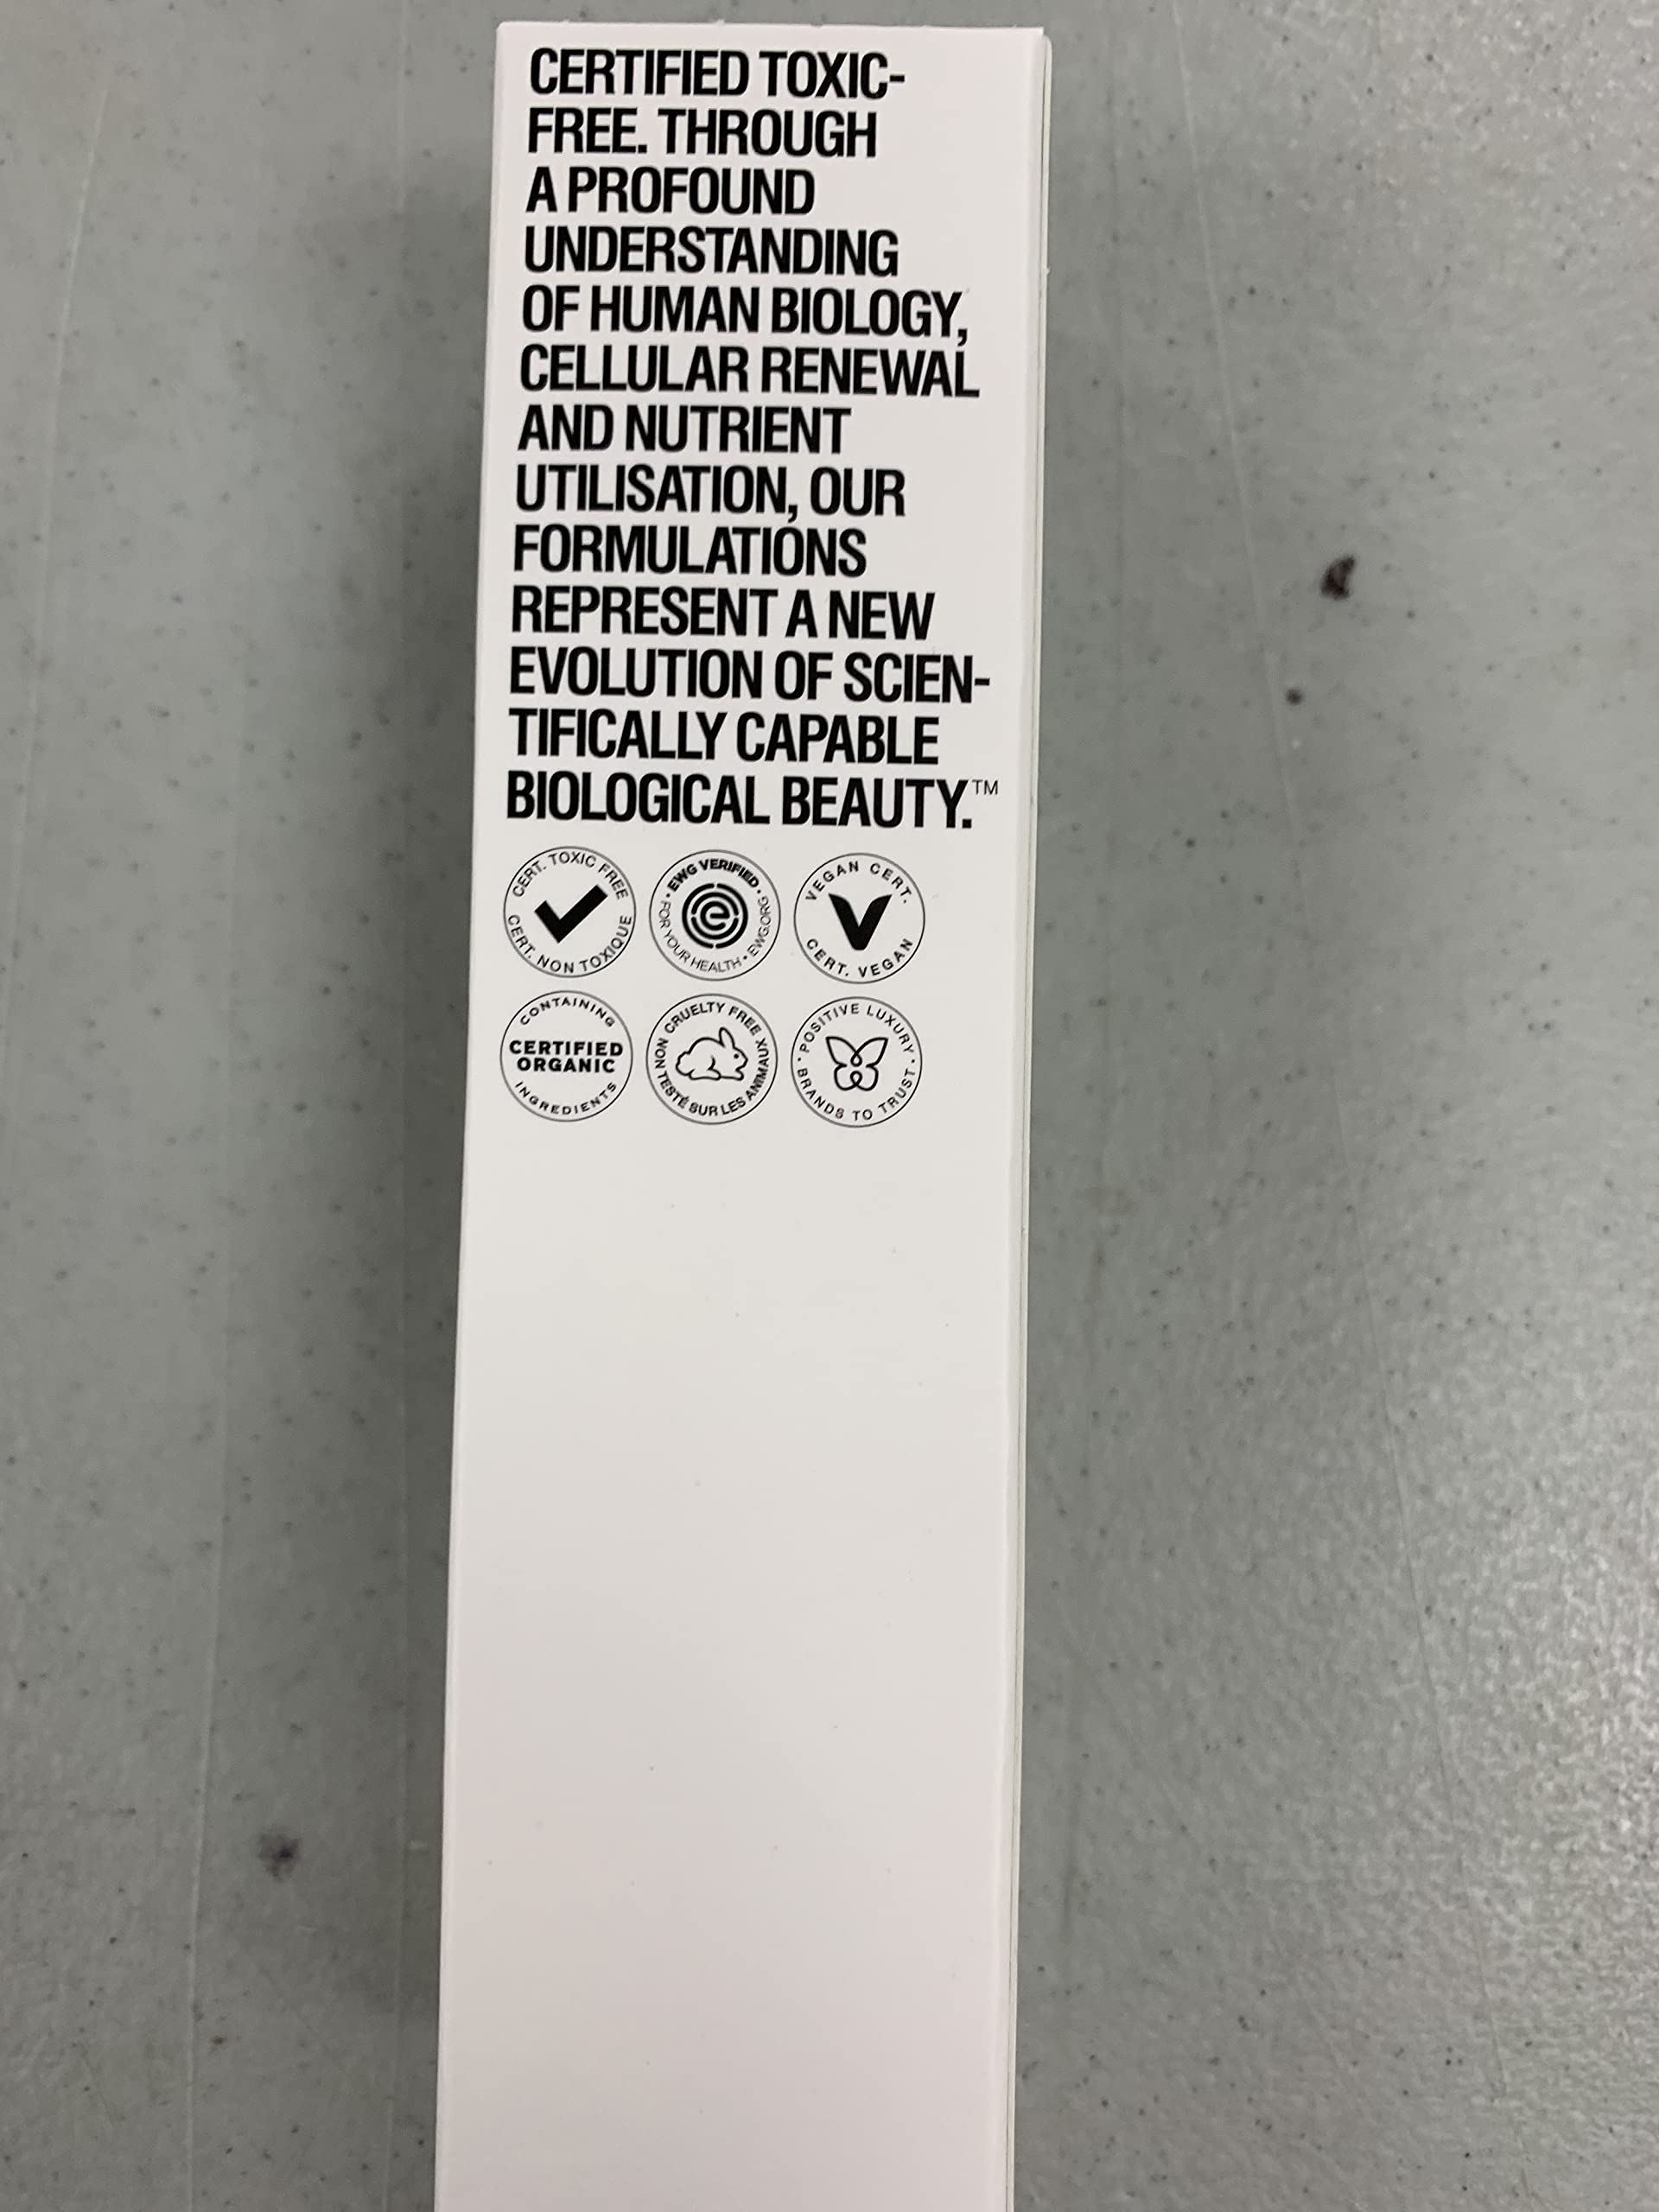 CERTIFIED TOXIC-
FREE. THROUGH
A PROFOUND
UNDERSTANDING
OF HUMAN BIOLOGY,
CELLULAR RENEWAL
AND NUTRIENT
UTILISATION, OUR
FORMULATIONS
REPRESENT A NEW
EVOLUTION OF SCIEN-
TIFICALLY CAPABLE
BIOLOGICAL BEAUTY.™
CERT. TOXIC FREE
CERT. NON TOXIQUE
• EWG VERIFIED •
FOR YOUR HEALTH • EWG.ORG
e
VEGAN CERT.
V
CERT. VEGAN
CONTAINING
CERTIFIED
ORGANIC
INGREDIENTS
CRUELTY FREE
NON TESTÉ SUR LES ANIMAUX
• POSITIVE LUXURY •
BRANDS TO TRUST